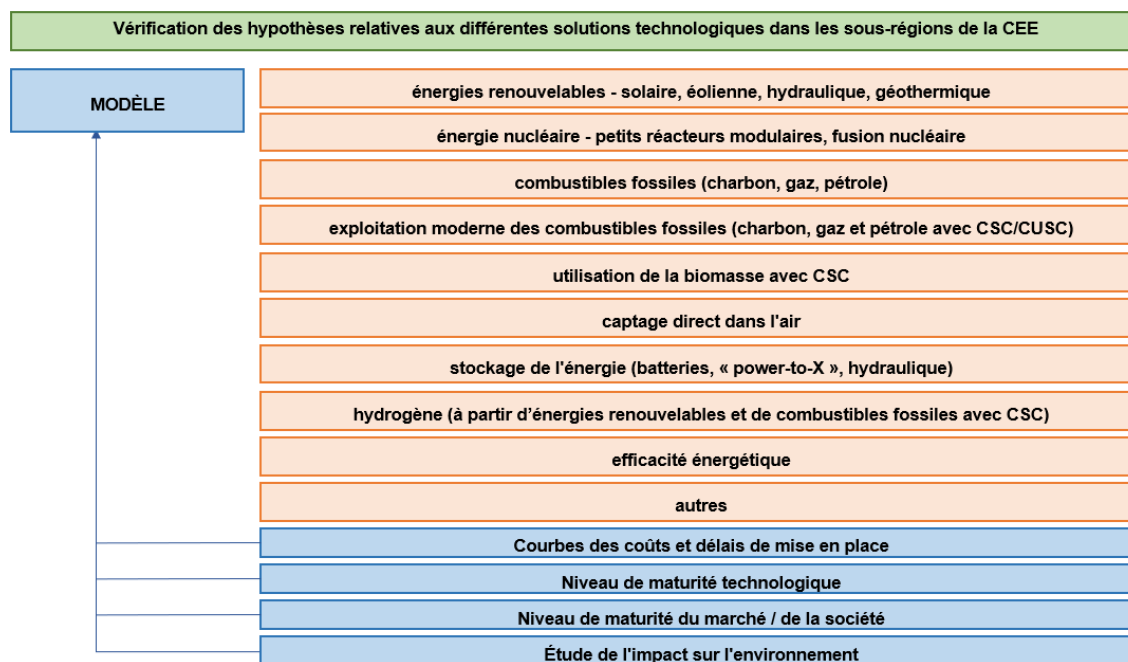 Vérification des hypothèses relatives aux différentes solutions technologiques dans les sous-régions de la CEE
MODÈLE
énergies renouvelables - solaire, éolienne, hydraulique, géothermique
énergie nucléaire - petits réacteurs modulaires, fusion nucléaire
combustibles fossiles (charbon, gaz, pétrole)
exploitation moderne des combustibles fossiles (charbon, gaz et pétrole avec CSC/CUSC)
utilisation de la biomasse avec CSC
captage direct dans l'air
stockage de l'énergie (batteries, « power-to-X », hydraulique)
hydrogène (à partir d’énergies renouvelables et de combustibles fossiles avec CSC)
efficacité énergétique
autres
Courbes des coûts et délais de mise en place
Niveau de maturité technologique
Niveau de maturité du marché / de la société
Étude de l'impact sur l'environnement